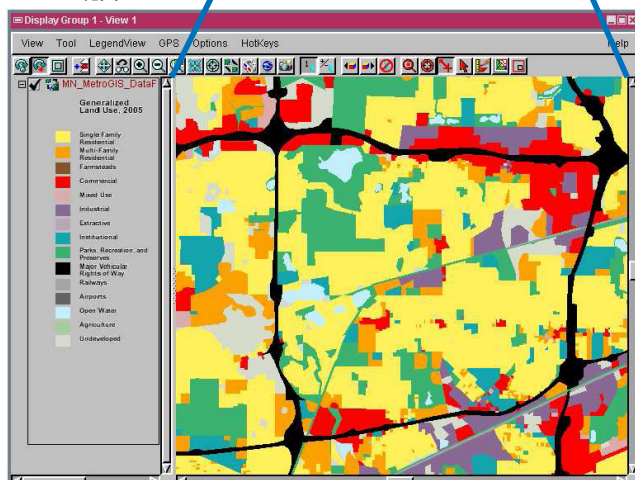 Display Group 1 - View 1
View Tool LegendView GPS Options HotKeys Help
MN_MetroGIS_DataF
Generalized
Land Use, 2005
Single Family
Residential
Multi-Family
Residential
Farmsteads
Commercial
Mixed Use
Industrial
Extractive
Institutional
Parks, Recreation, and
Preserves
Major Vehicular
Rights of Way
Railways
Airports
Open Water
Agriculture
Undeveloped